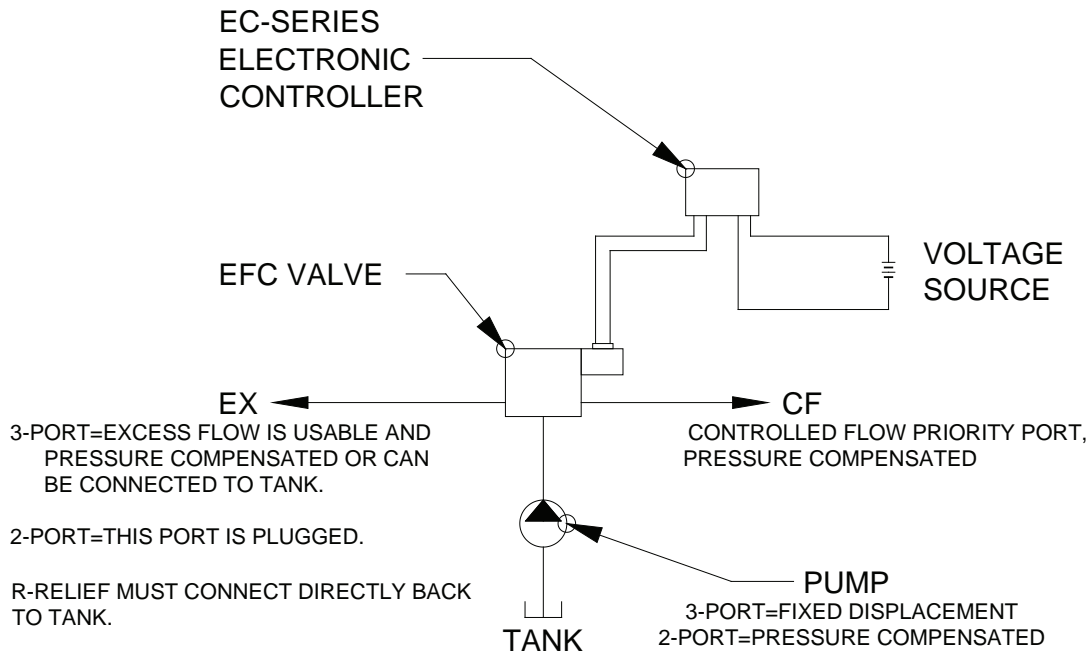 EC-SERIES
ELECTRONIC
CONTROLLER
VOLTAGE
SOURCE
EFC VALVE
EX
3-PORT=EXCESS FLOW IS USABLE AND
PRESSURE COMPENSATED OR CAN
BE CONNECTED TO TANK.
2-PORT=THIS PORT IS PLUGGED.
R-RELIEF MUST CONNECT DIRECTLY BACK
TO TANK.
CF
CONTROLLED FLOW PRIORITY PORT,
PRESSURE COMPENSATED
PUMP
3-PORT=FIXED DISPLACEMENT
2-PORT=PRESSURE COMPENSATED
TANK